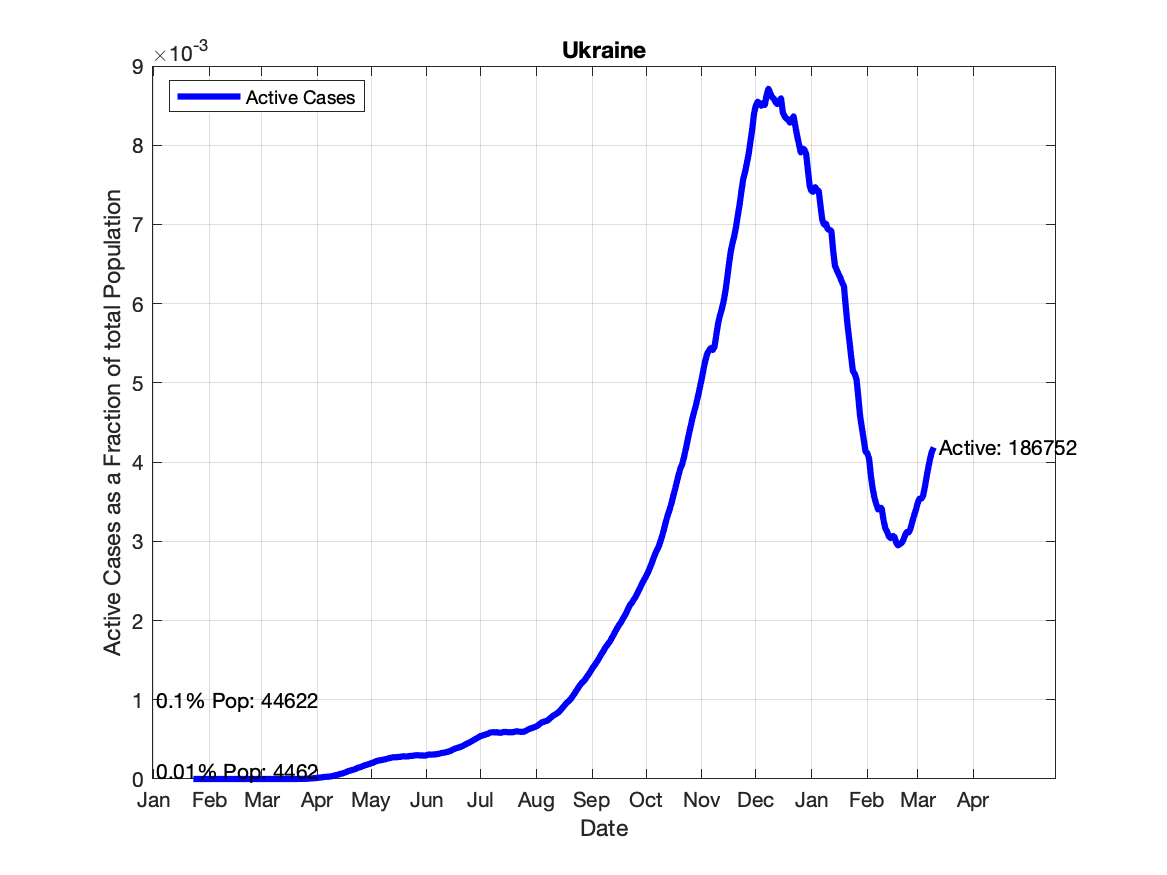 Ukraine
×10-3
Active Cases
9
8
7
6
5
4
3
2
1
0
Active Cases as a Fraction of total Population
Active: 186752
0.1% Pop: 44622
0.01% Pop: 4462
Jan Feb Mar Apr May Jun Jul Aug Sep Oct Nov Dec Jan Feb Mar Apr
Date